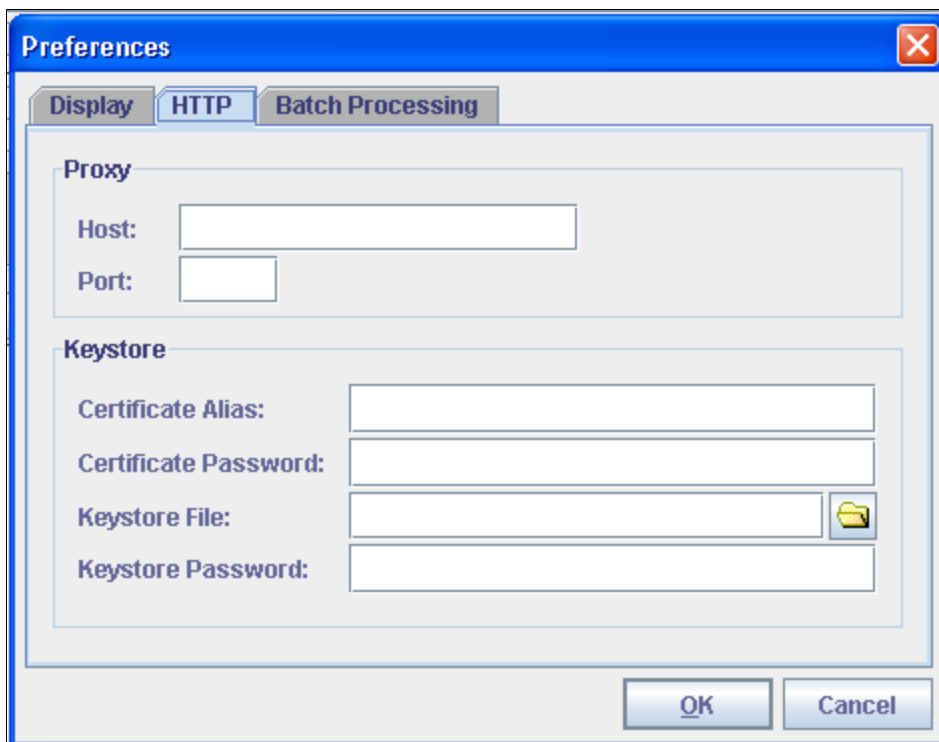 Preferences
Display HTTP Batch Processing
Proxy
Host:
Port:
Keystore
Certificate Alias:
Certificate Password:
Keystore File:
Keystore Password:
OK Cancel